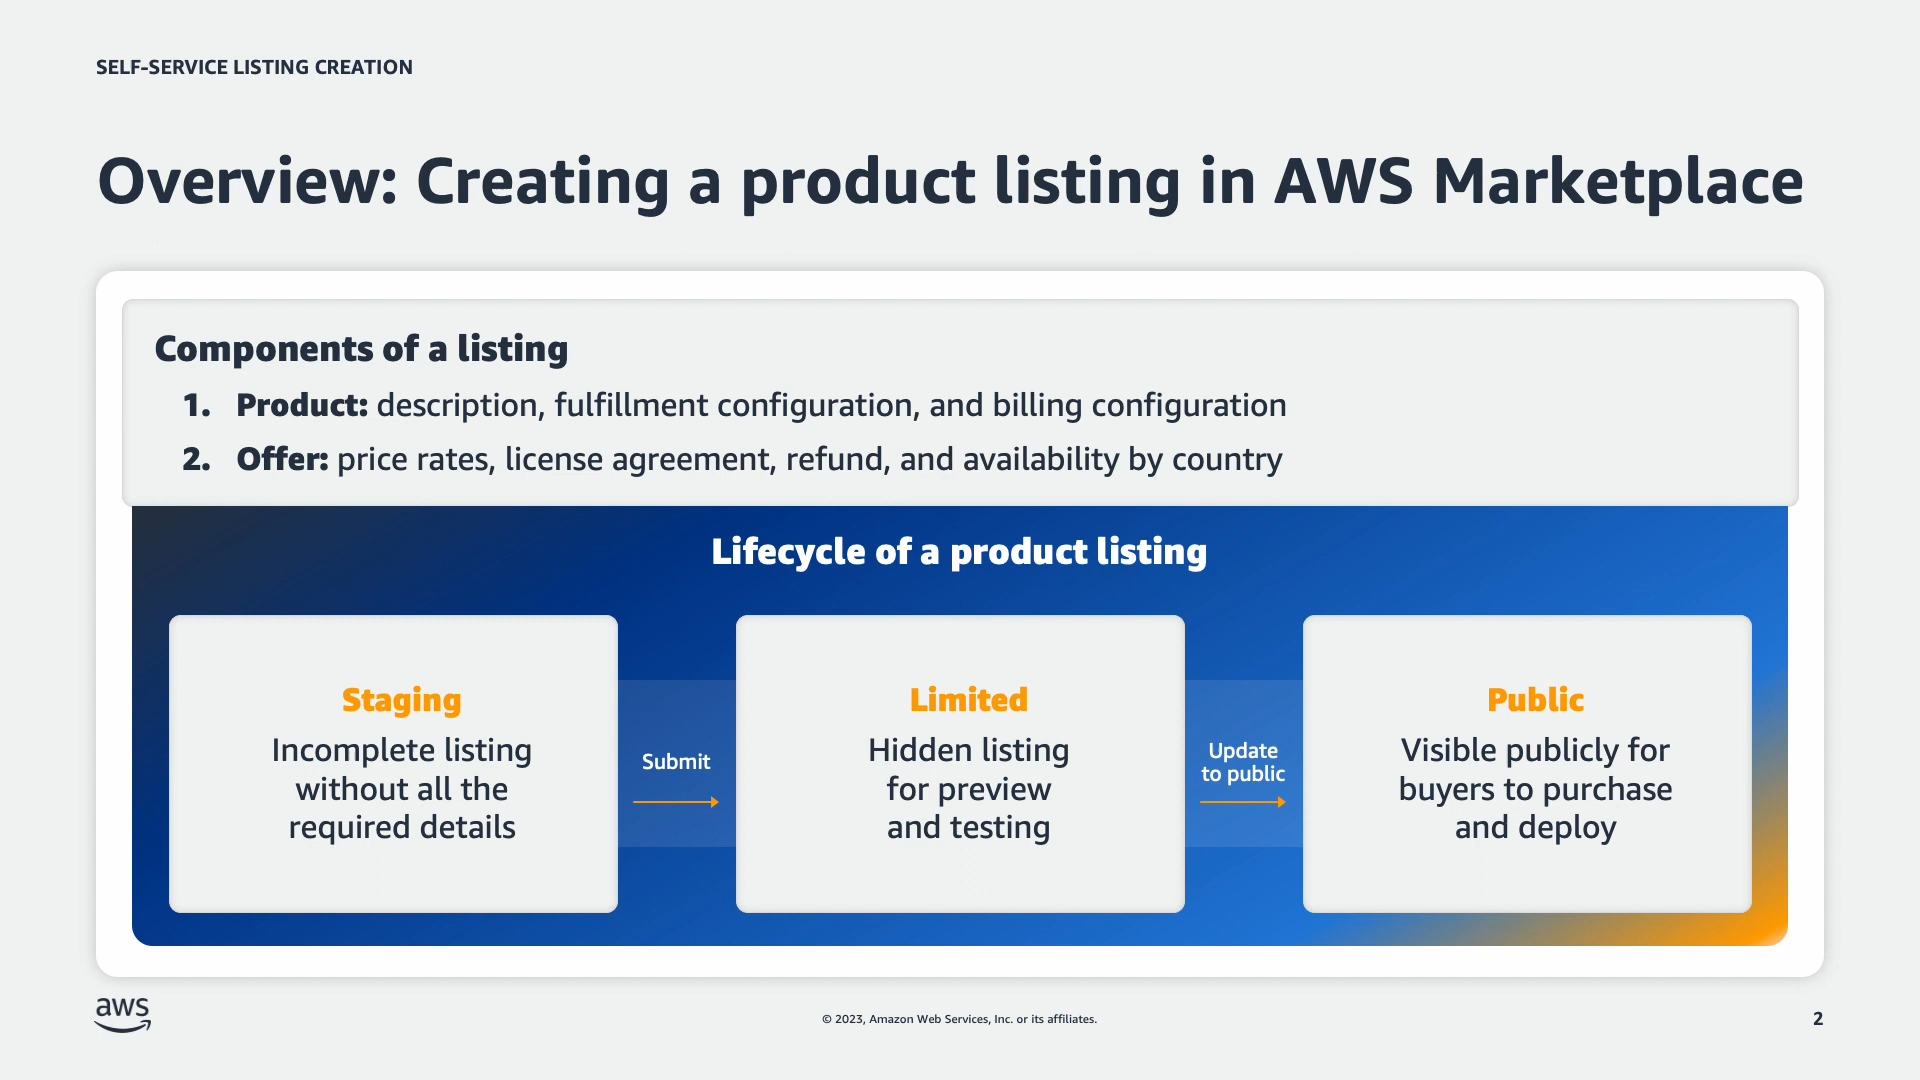 SELF-SERVICE LISTING CREATION
Overview: Creating a product listing in AWS Marketplace
Components of a listing
1. Product: description, fulfillment configuration, and billing configuration
2. Offer: price rates, license agreement, refund, and availability by country
Lifecycle of a product listing
Staging
Incomplete listing
without all the
required details
Submit
Limited
Hidden listing
for preview
and testing
Update
to public
Public
Visible publicly for
buyers to purchase
and deploy
aws
© 2023, Amazon Web Services, Inc. or its affiliates.
2